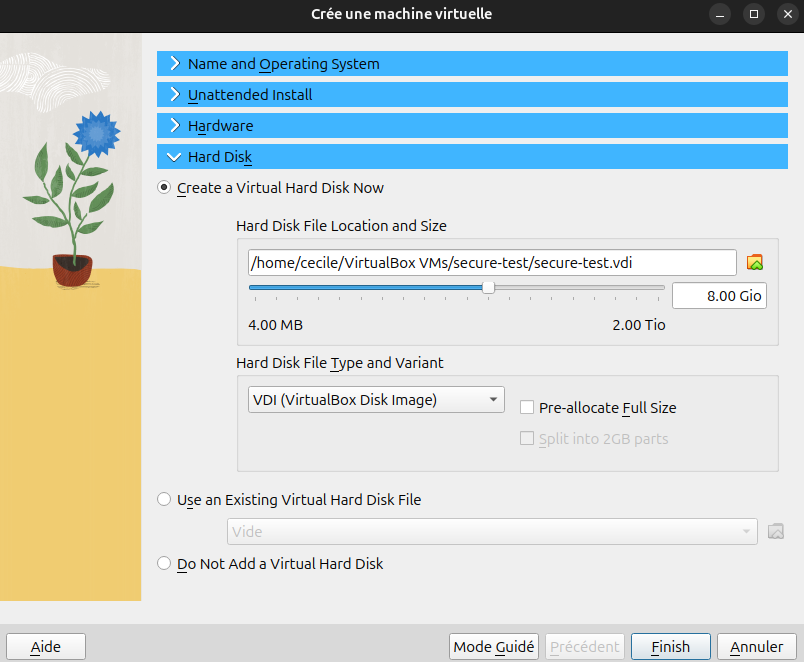 Crée une machine virtuelle
Name and Operating System
Unattended Install
Hardware
Hard Disk
Create a Virtual Hard Disk Now
Hard Disk File Location and Size
/home/cecile/VirtualBox VMs/secure-test/secure-test.vdi
8.00 Gio
4.00 MB
2.00 Tio
Hard Disk File Type and Variant
VDI (VirtualBox Disk Image)
Pre-allocate Full Size
Split into 2GB parts
Use an Existing Virtual Hard Disk File
Vide
Do Not Add a Virtual Hard Disk
Aide
Mode Guidé
Précédent
Finish
Annuler